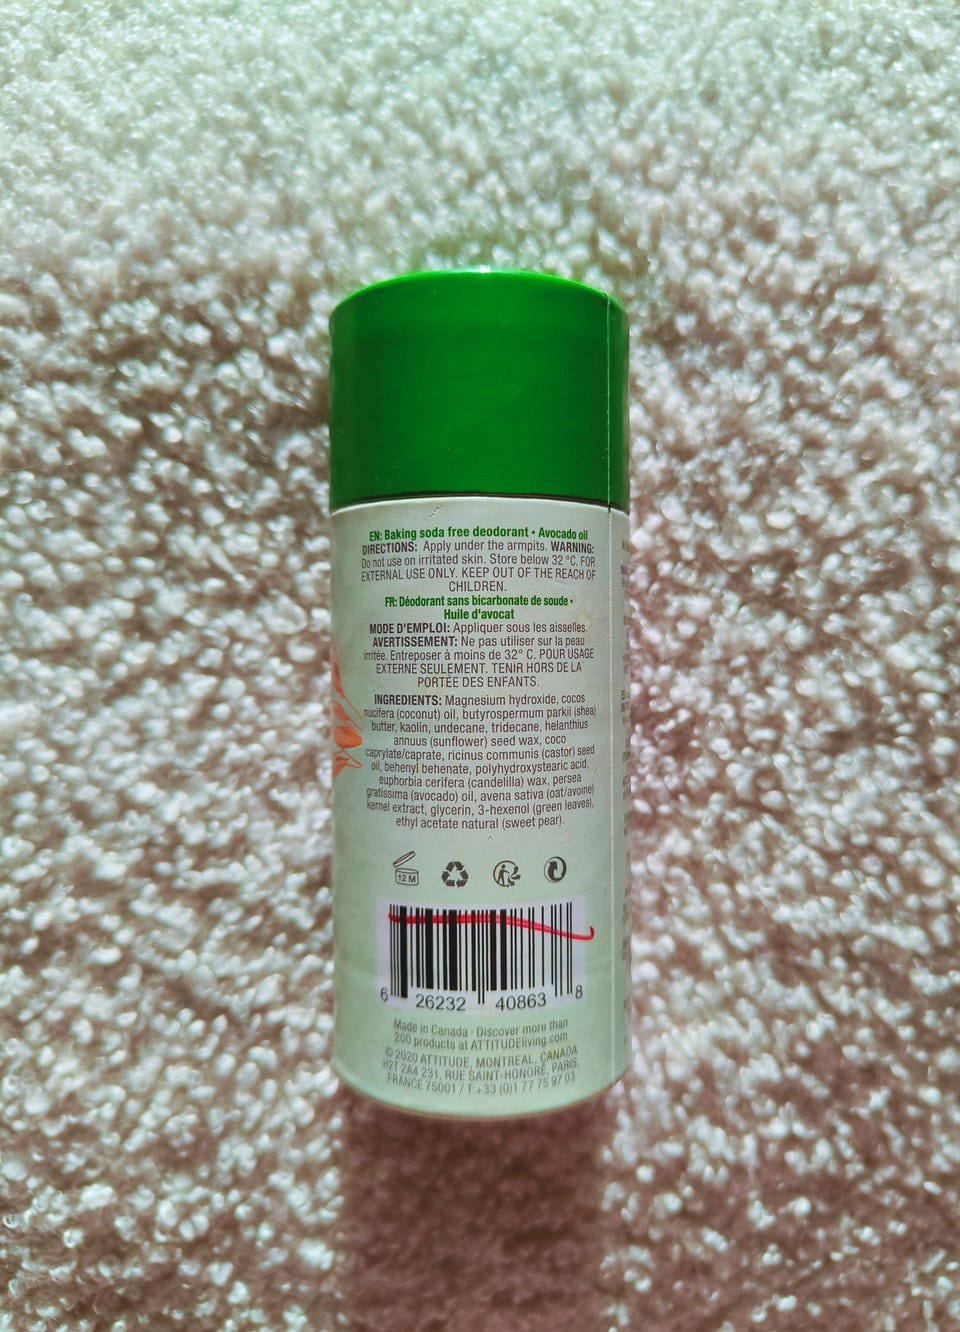 EN: Baking soda free deodorant • Avocado oil
DIRECTIONS: Apply under the armpits. WARNING:
Do not use on irritated skin. Store below 32 °C. FOR
EXTERNAL USE ONLY. KEEP OUT OF THE REACH OF
CHILDREN.
FR: Déodorant sans bicarbonate de soude •
Huile d'avocat
MODE D'EMPLOI: Appliquer sous les aisselles.
AVERTISSEMENT: Ne pas utiliser sur la peau
irritée. Entreposer à moins de 32° C. POUR USAGE
EXTERNE SEULEMENT. TENIR HORS DE LA
PORTÉE DES ENFANTS.
INGREDIENTS: Magnesium hydroxide, cocos
nucifera (coconut) oil, butyrospermum parkii (shea)
butter, kaolin, undecane, tridecane, helianthus
annuus (sunflower) seed wax, coco
caprylate/caprate, ricinus communis (castor) seed
oil, behenyl behenate, polyhydroxystearic acid,
euphorbia cerifera (candelilla) wax, persea
gratissima (avocado) oil, avena sativa (oat/avoine)
kernel extract, glycerin, 3-hexenol (green leaves),
ethyl acetate natural (sweet pear).
12 M
6 26232 40863 8
Made in Canada · Discover more than
200 products at ATTITUDEliving.com
© 2020 ATTITUDE, MONTREAL, CANADA
H2T 2A4 231, RUE SAINT-HONORÉ, PARIS,
FRANCE 75001 / T:+33 (0)1 77 75 97 03